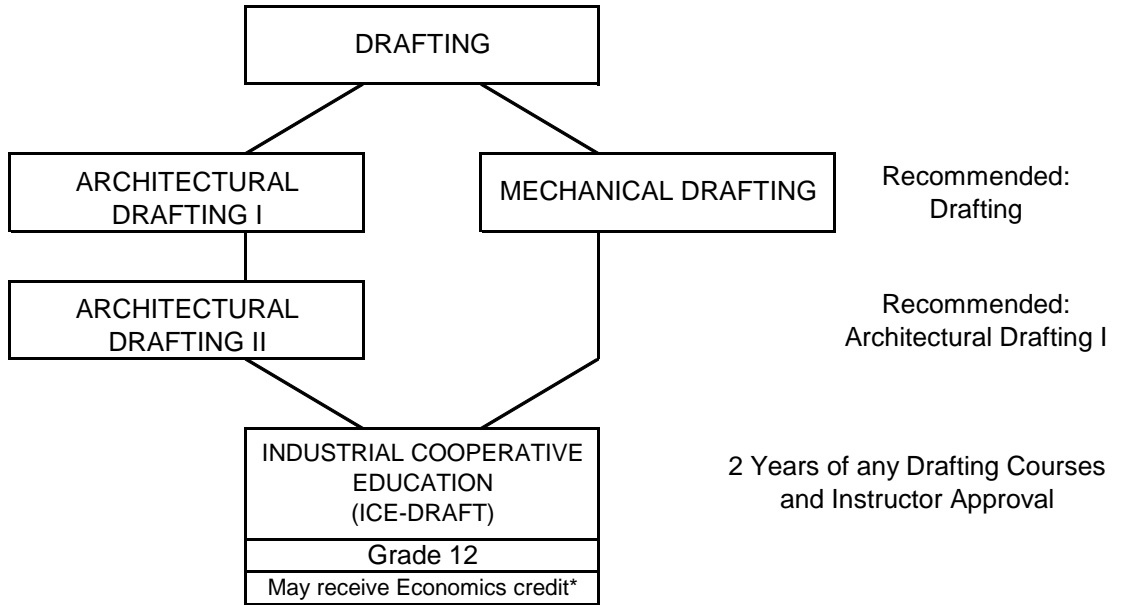 DRAFTING
ARCHITECTURAL
DRAFTING I
MECHANICAL DRAFTING
Recommended:
Drafting
ARCHITECTURAL
DRAFTING II
Recommended:
Architectural Drafting I
INDUSTRIAL COOPERATIVE
EDUCATION
(ICE-DRAFT)
Grade 12
May receive Economics credit*
2 Years of any Drafting Courses
and Instructor Approval